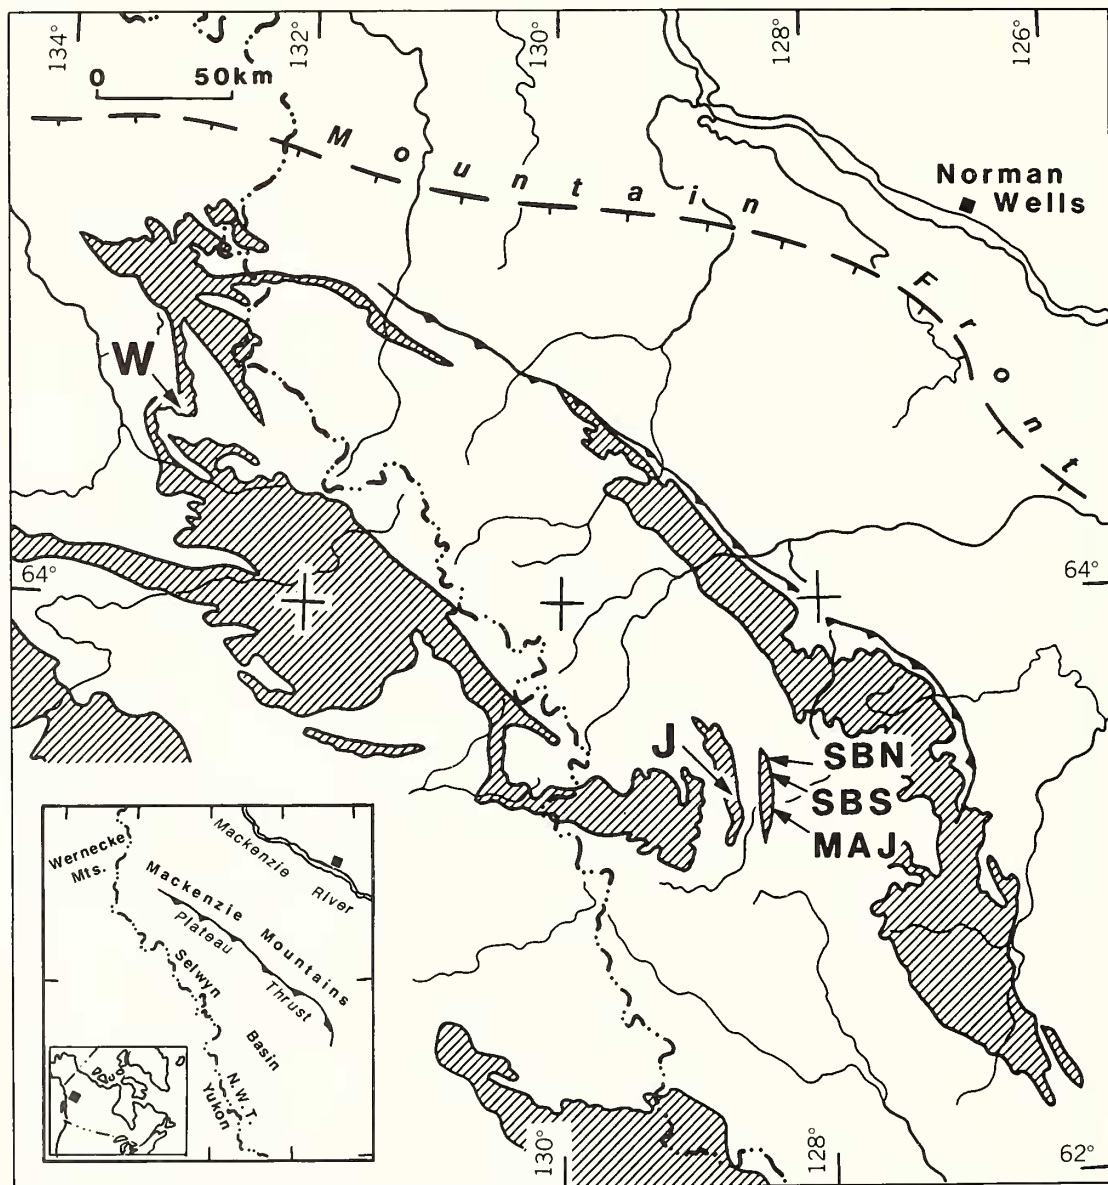 134°
132°
130°
128°
126°
0 50km
Mountain Front
Norman
Wells
W
64°
64°
J
SBN
SBS
MAJ
Wernecke
Mts.
Mackenzie
River
Mackenzie Mountains
Plateau Thrust
Selwyn
Basin
N.W.T.
Yukon
130°
128°
62°